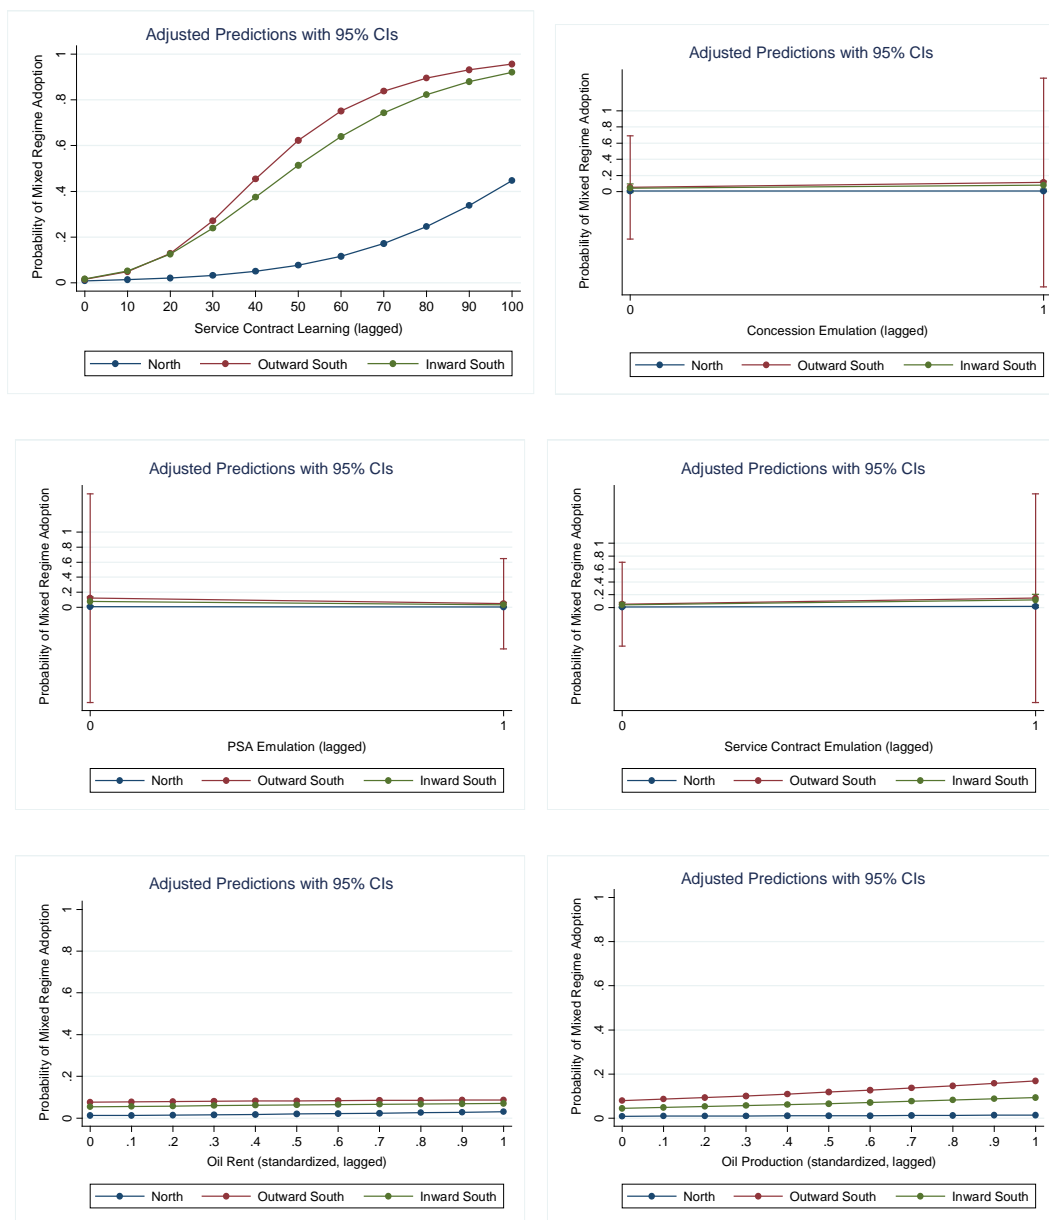 Adjusted Predictions with 95% CIs
Probability of Mixed Regime Adoption
1
.8
.6
.4
.2
0
0 10 20 30 40 50 60 70 80 90 100
Service Contract Learning (lagged)
North Outward South Inward South
Adjusted Predictions with 95% CIs
Probability of Mixed Regime Adoption
1
.8
.6
.4
.2
0
0 1
Concession Emulation (lagged)
North Outward South Inward South
Adjusted Predictions with 95% CIs
Probability of Mixed Regime Adoption
1
.8
.6
.4
.2
0
0 1
PSA Emulation (lagged)
North Outward South Inward South
Adjusted Predictions with 95% CIs
Probability of Mixed Regime Adoption
1
.8
.6
.4
.2
0
0 1
Service Contract Emulation (lagged)
North Outward South Inward South
Adjusted Predictions with 95% CIs
Probability of Mixed Regime Adoption
1
.8
.6
.4
.2
0
0 .1 .2 .3 .4 .5 .6 .7 .8 .9 1
Oil Rent (standardized, lagged)
North Outward South Inward South
Adjusted Predictions with 95% CIs
Probability of Mixed Regime Adoption
1
.8
.6
.4
.2
0
0 .1 .2 .3 .4 .5 .6 .7 .8 .9 1
Oil Production (standardized, lagged)
North Outward South Inward South